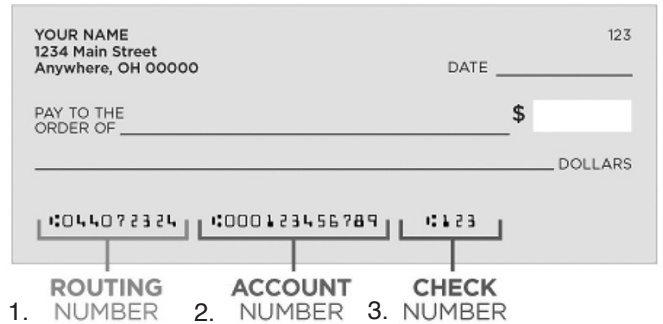 YOUR NAME 123
1234 Main Street
Anywhere, OH 00000
DATE
PAY TO THE
ORDER OF $
DOLLARS
⑆044072324 ⑆000123456789 ⑆123
1. ROUTING NUMBER
2. ACCOUNT NUMBER
3. CHECK NUMBER